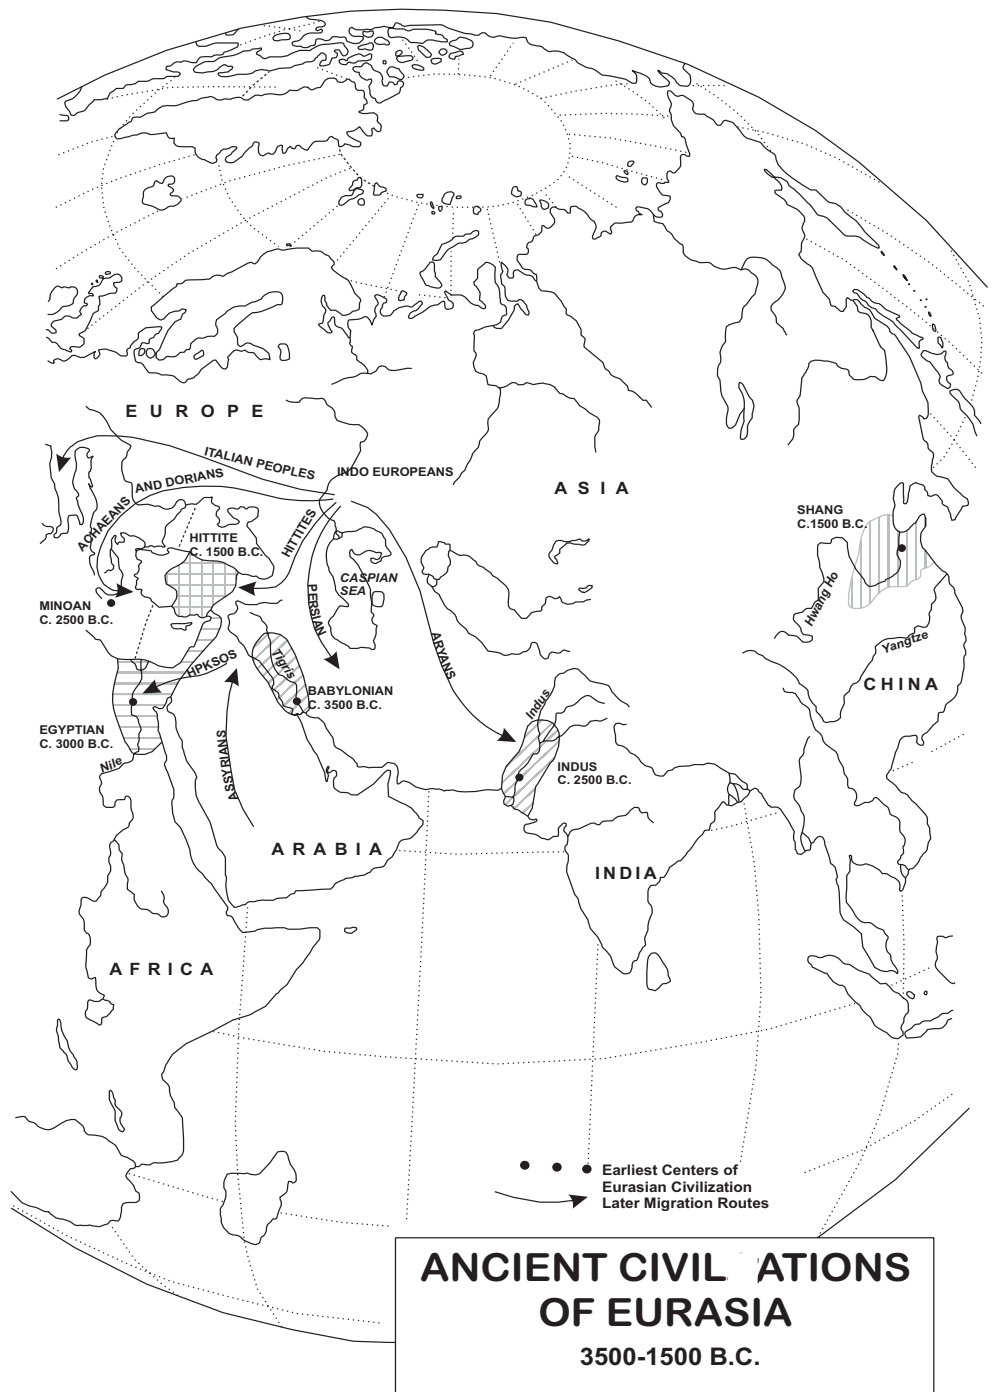 EUROPE
ITALIAN PEOPLES
INDO EUROPEANS
AND DORIANS
ACHAEANS
ASIA
SHANG
C.1500 B.C.
HITTITE
C. 1500 B.C.
HITTITES
CASPIAN
SEA
PERSIAN
MINOAN
C. 2500 B.C.
Hwang Ho
Yangtze
ARYANS
HPKSOS
Tigris
CHINA
BABYLONIAN
C. 3500 B.C.
Indus
EGYPTIAN
C. 3000 B.C.
Nile
ASSYRIANS
INDUS
C. 2500 B.C.
ARABIA
INDIA
AFRICA
Earliest Centers of
Eurasian Civilization
Later Migration Routes
ANCIENT CIVIL ATIONS
OF EURASIA
3500-1500 B.C.